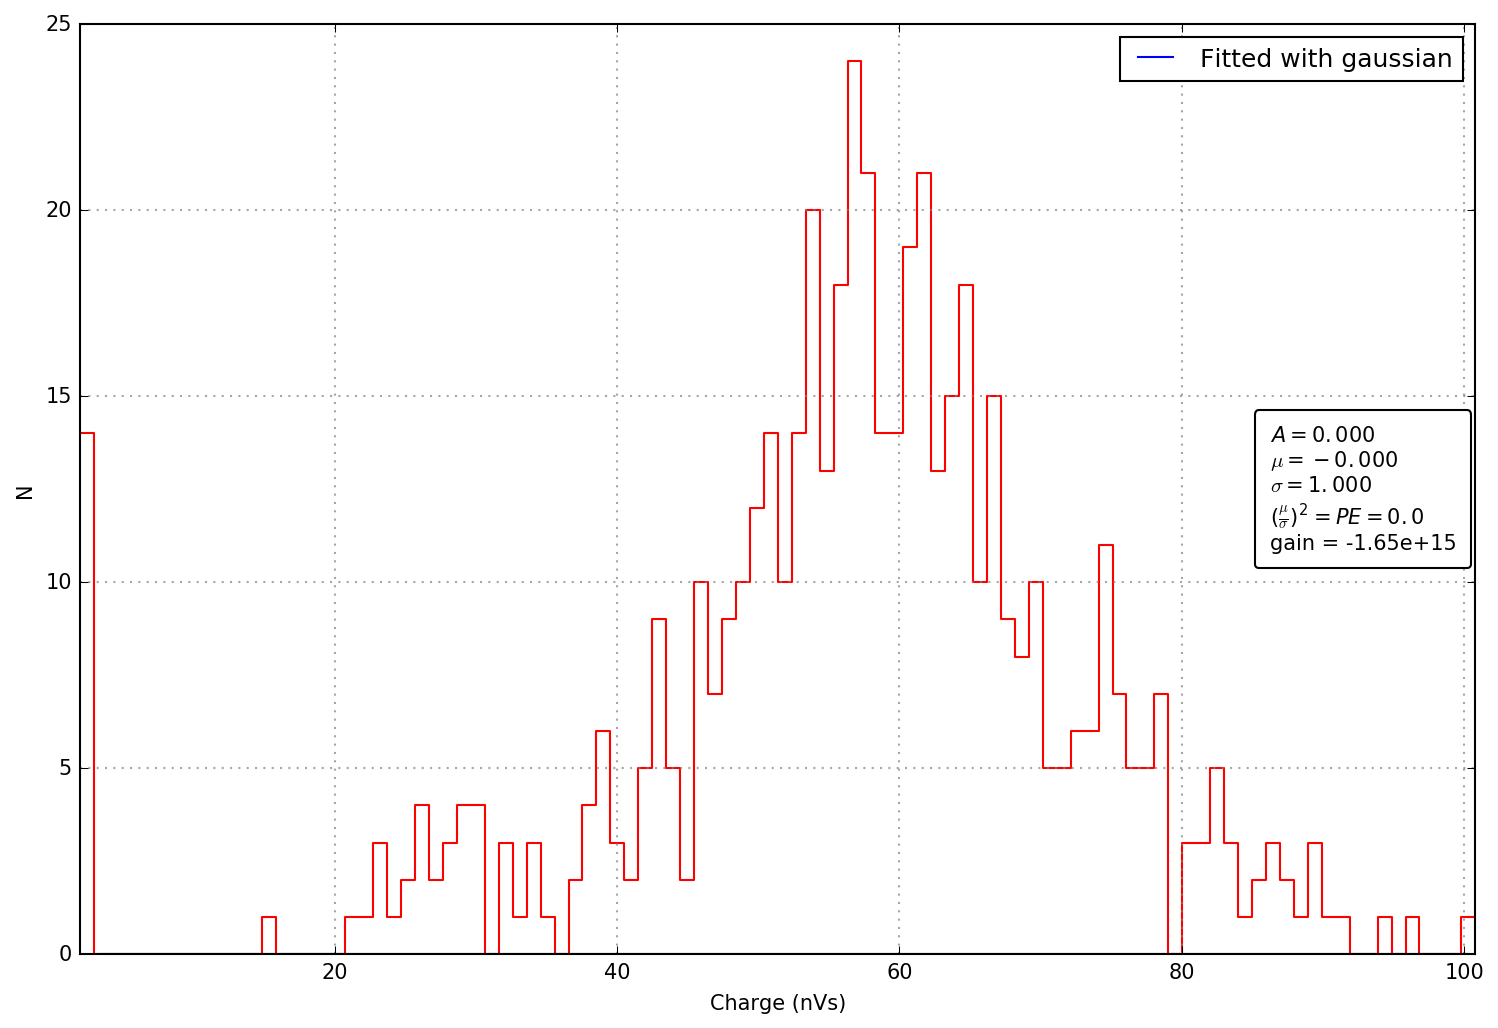 25
20
15
10
5
0
20
40
60
80
100
N
Charge (nVs)
Fitted with gaussian
A = 0.000
μ = −0.000
σ = 1.000
(μ/σ)² = PE = 0.0
gain = -1.65e+15